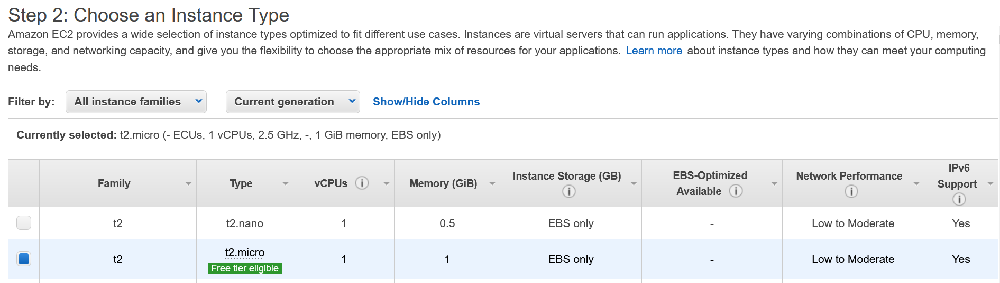 Step 2: Choose an Instance Type
Amazon EC2 provides a wide selection of instance types optimized to fit different use cases. Instances are virtual servers that can run applications. They have varying combinations of CPU, memory,
storage, and networking capacity, and give you the flexibility to choose the appropriate mix of resources for your applications. Learn more about instance types and how they can meet your computing
needs.
Filter by: All instance families Current generation Show/Hide Columns
Currently selected: t2.micro (- ECUs, 1 vCPUs, 2.5 GHz, -, 1 GiB memory, EBS only)
Family
Type
vCPUs
Memory (GiB)
Instance Storage (GB)
EBS-Optimized
Available
Network Performance
IPv6
Support
t2 t2.nano 1 0.5 EBS only - Low to Moderate Yes
t2 t2.micro 1 1 EBS only - Low to Moderate Yes
Free tier eligible